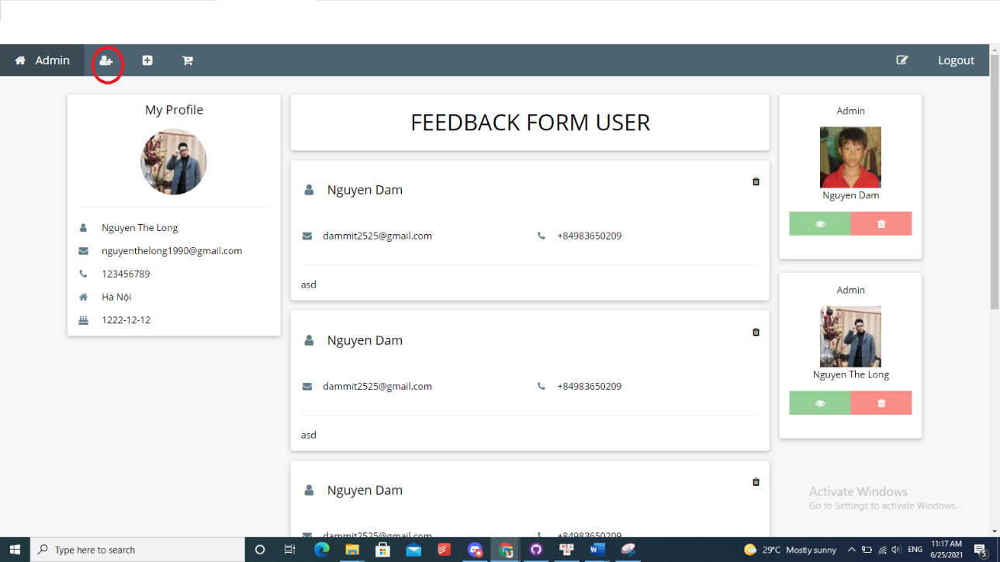 Admin
Logout
My Profile
Nguyen The Long
nguyenthelong1990@gmail.com
123456789
Hà Nội
1222-12-12
FEEDBACK FORM USER
Nguyen Dam
dammit2525@gmail.com +84983650209
asd
Nguyen Dam
dammit2525@gmail.com +84983650209
asd
Nguyen Dam
dammit2525@gmail.com +84983650209
Admin
Nguyen Dam
Admin
Nguyen The Long
Activate Windows
Go to Settings to activate Windows.
Type here to search
29°C Mostly sunny
ENG
11:17 AM
6/25/2021
5